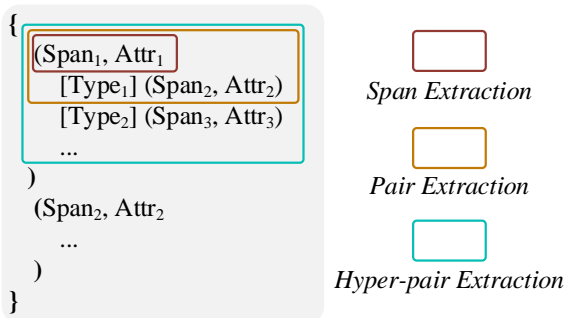 {
(Span₁, Attr₁
[Type₁] (Span₂, Attr₂)
[Type₂] (Span₃, Attr₃)
...
)
(Span₂, Attr₂
...
)
}
Span Extraction
Pair Extraction
Hyper-pair Extraction